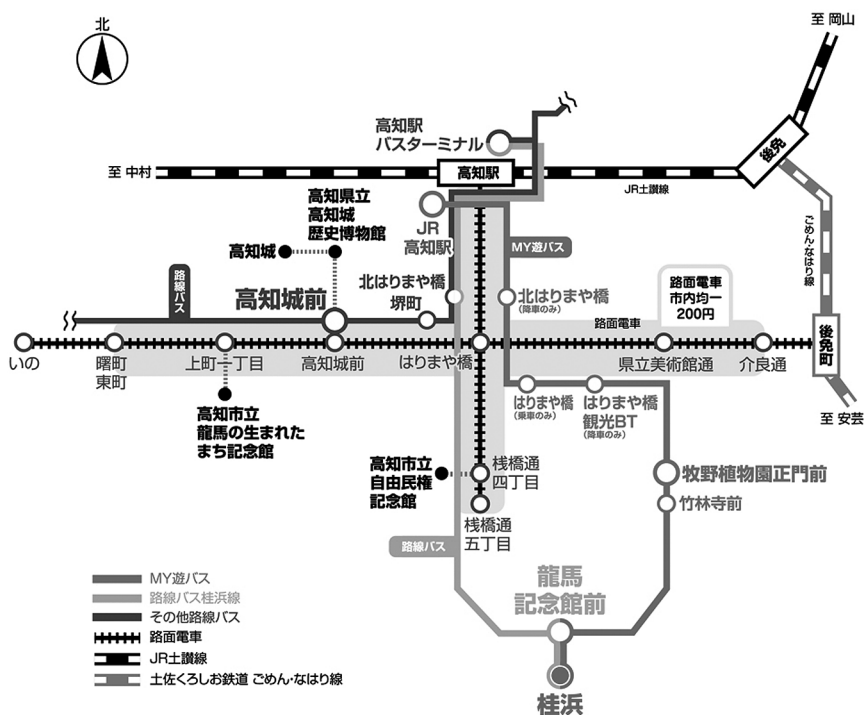 北
至 岡山
高知駅
バスターミナル
後免
至 中村
高知駅
JR土讃線
高知県立
高知城
歴史博物館
JR
高知駅
ごめん・なはり線
高知城
MY遊バス
路線バス
高知城前
北はりまや橋
堺町
北はりまや橋
(降車のみ)
路面電車
市内均一
200円
路面電車
後免町
いの
曙町
東町
上町一丁目
高知城前
はりまや橋
県立美術館通
介良通
はりまや橋
(乗車のみ)
はりまや橋
観光BT
(降車のみ)
至 安芸
高知市立
龍馬の生まれた
まち記念館
高知市立
自由民権
記念館
桟橋通
四丁目
牧野植物園正門前
竹林寺前
桟橋通
五丁目
路線バス
龍馬
記念館前
桂浜
MY遊バス
路線バス桂浜線
その他路線バス
路面電車
JR土讃線
土佐くろしお鉄道 ごめん・なはり線